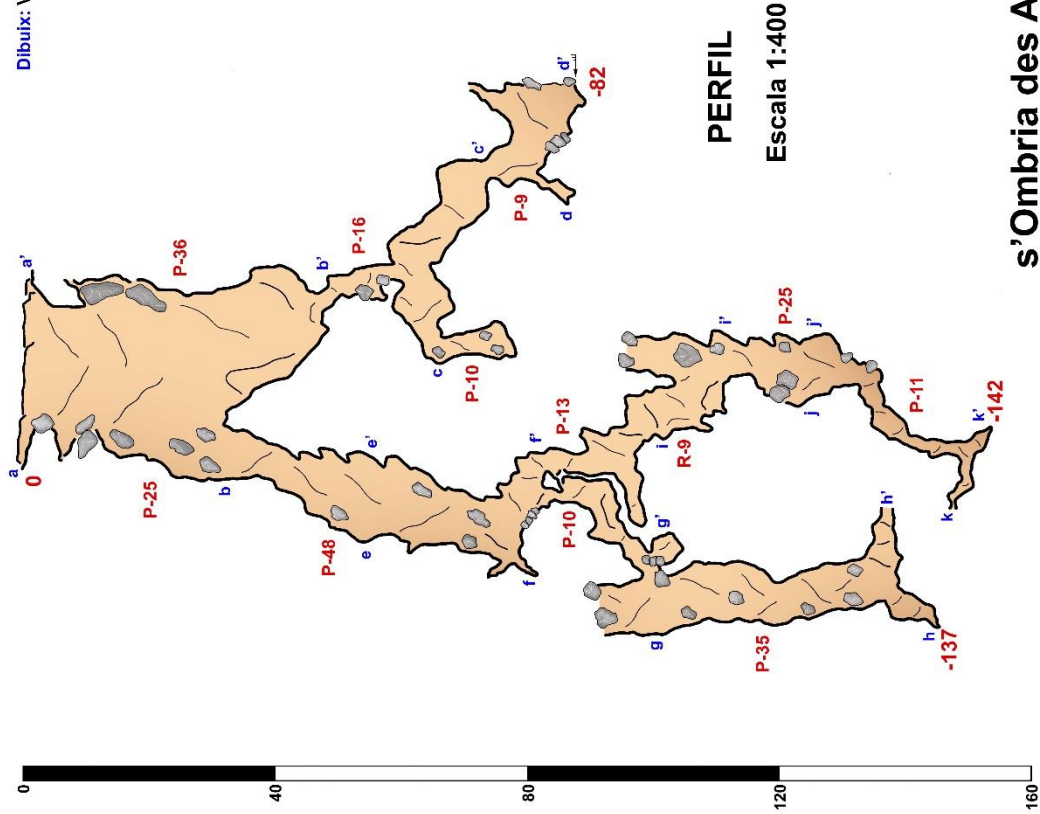 Dibuix:
a
0
a'
P-25
P-36
b
b'
P-16
c'
c
P-10
P-9
d
d'
-82
e
e'
P-48
f
f'
P-13
P-10
g'
g
P-35
h
h'
-137
i
i'
R-9
P-25
j
j'
P-11
k
k'
-142
PERFIL
Escala 1:400
s'Ombria des A
0
40
80
120
160